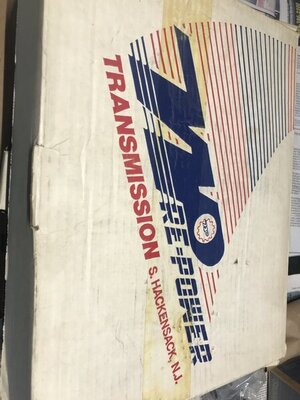 RE-POWER
TRANSMISSION S. HACKENSACK, N.J.